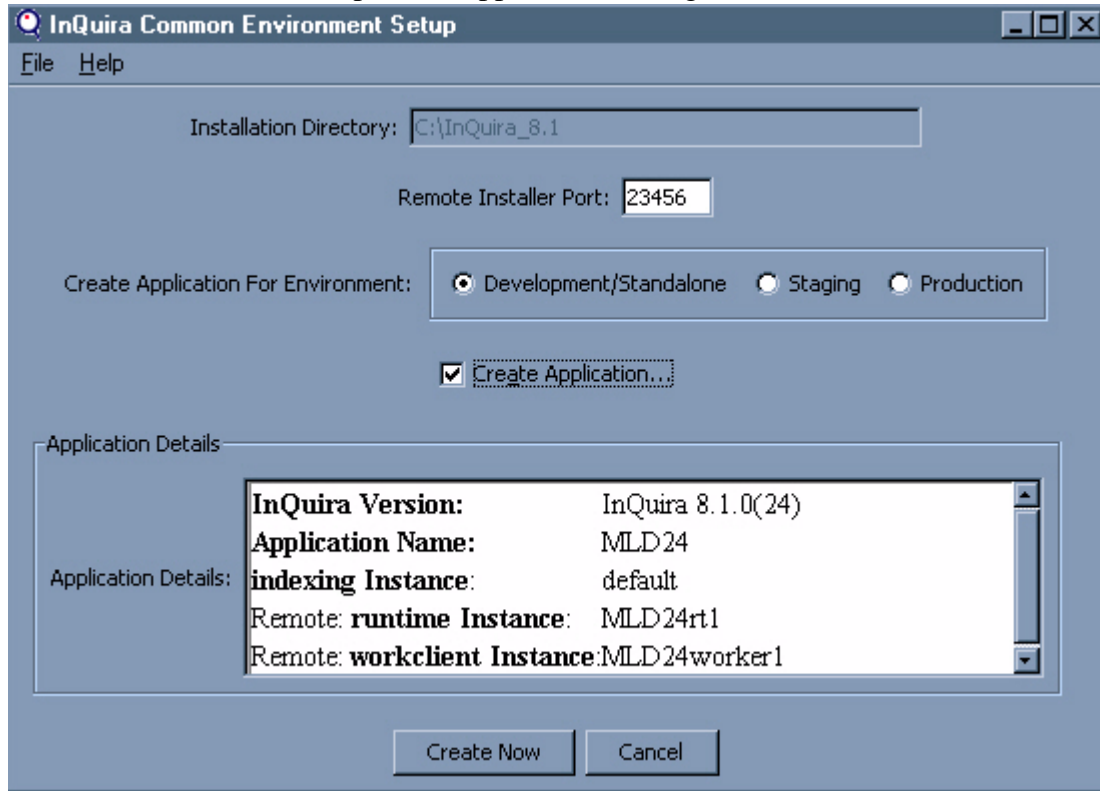 InQuira Common Environment Setup
File Help
Installation Directory: C:\InQuira_8.1
Remote Installer Port: 23456
Create Application For Environment: Development/Standalone Staging Production
Create Application...
Application Details
Application Details:
InQuira Version: InQuira 8.1.0(24)
Application Name: MLD24
indexing Instance: default
Remote: runtime Instance: MLD24rt1
Remote: workclient Instance:MLD24worker1
Create Now Cancel